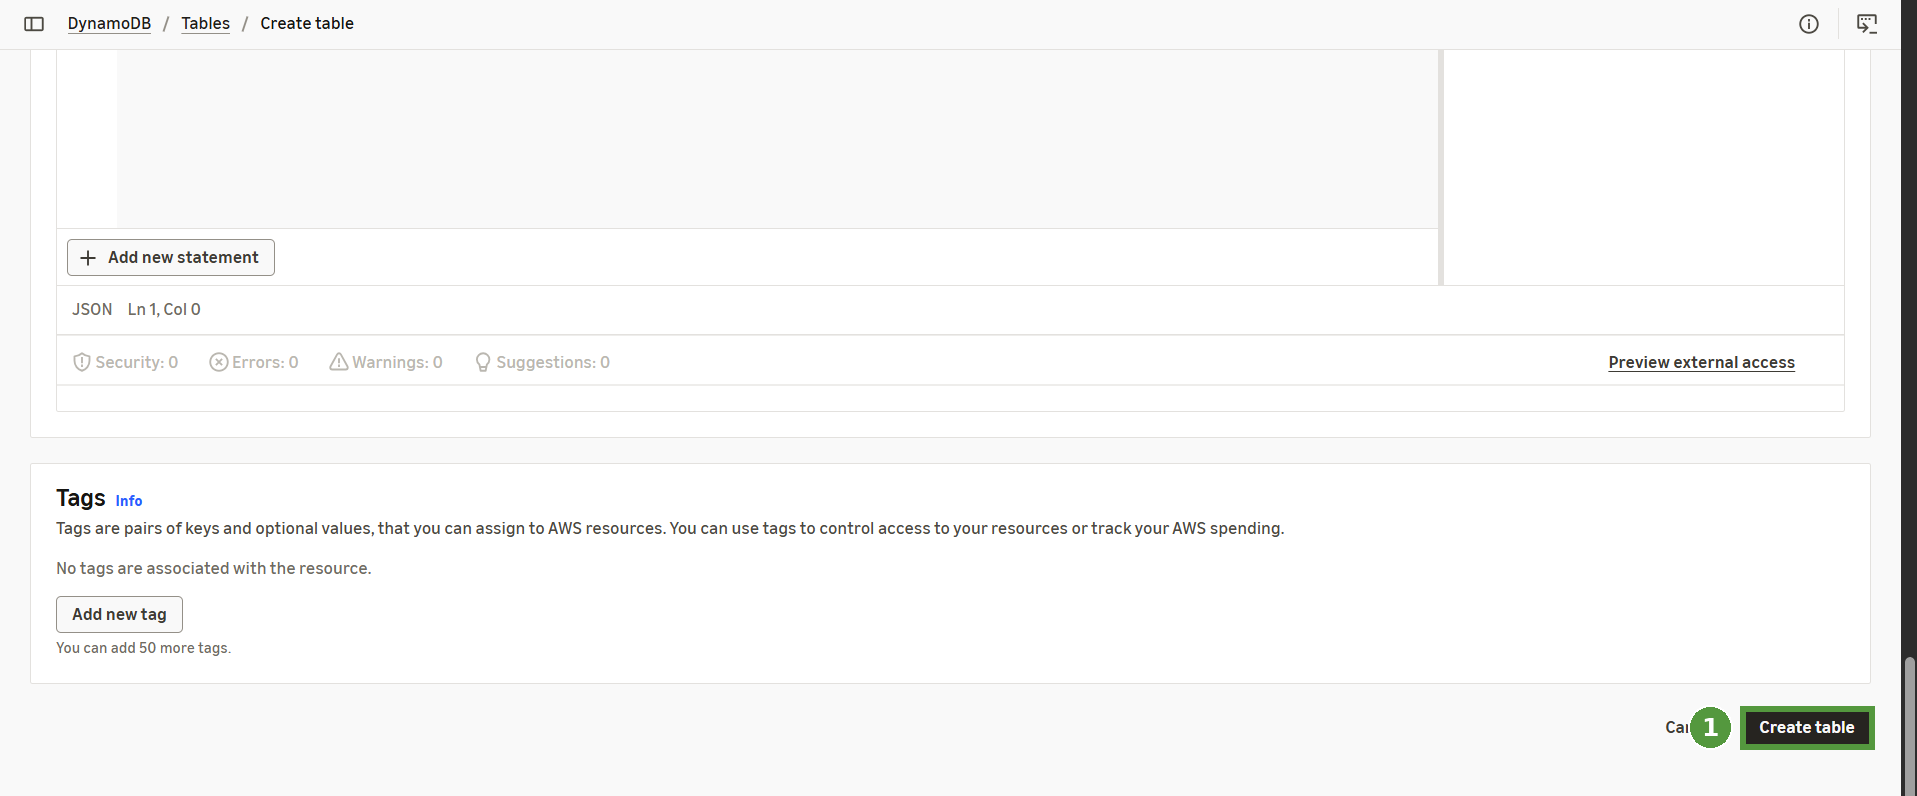 DynamoDB / Tables / Create table
+ Add new statement
JSON Ln 1, Col 0
Security: 0 Errors: 0 Warnings: 0 Suggestions: 0 Preview external access
Tags Info
Tags are pairs of keys and optional values, that you can assign to AWS resources. You can use tags to control access to your resources or track your AWS spending.
No tags are associated with the resource.
Add new tag
You can add 50 more tags.
1 Create table